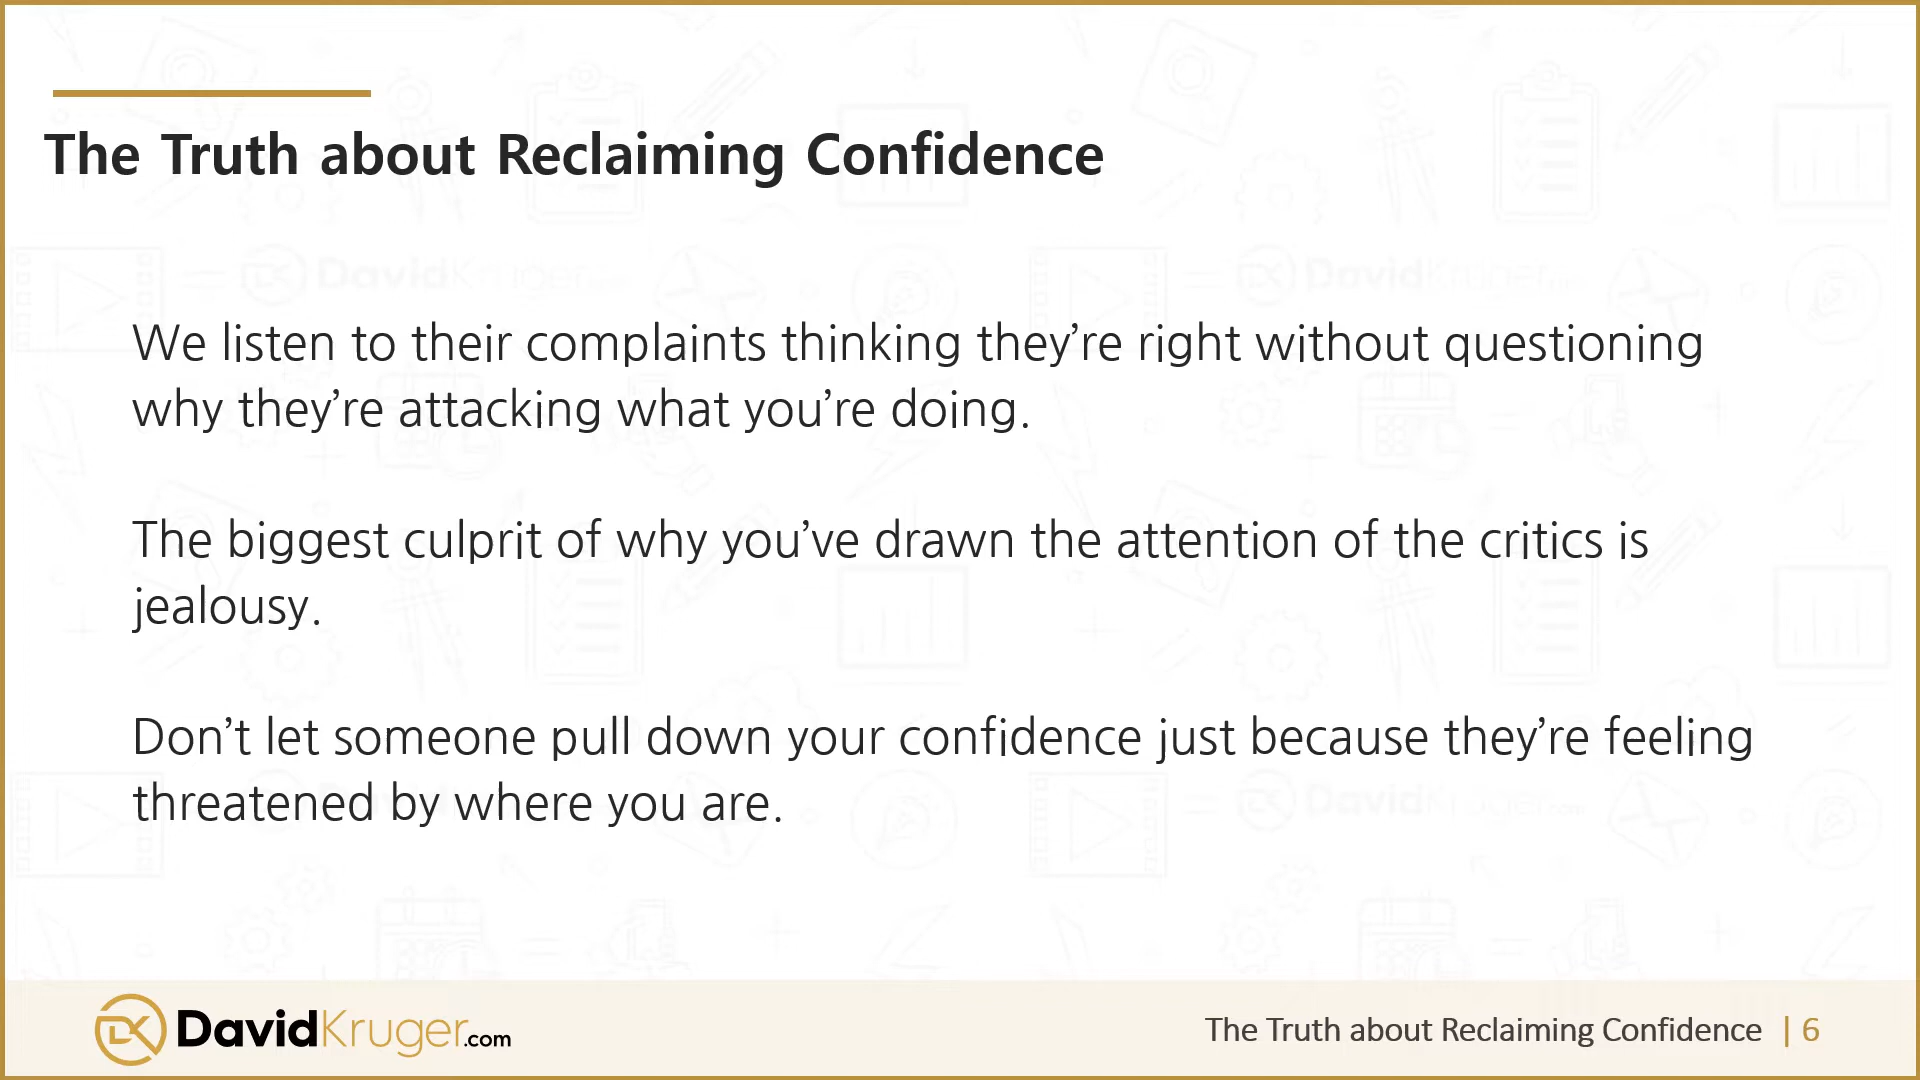 The Truth about Reclaiming Confidence
We listen to their complaints thinking they’re right without questioning
why they’re attacking what you’re doing.
The biggest culprit of why you’ve drawn the attention of the critics is
jealousy.
Don’t let someone pull down your confidence just because they’re feeling
threatened by where you are.
DK DavidKruger.com
The Truth about Reclaiming Confidence | 6